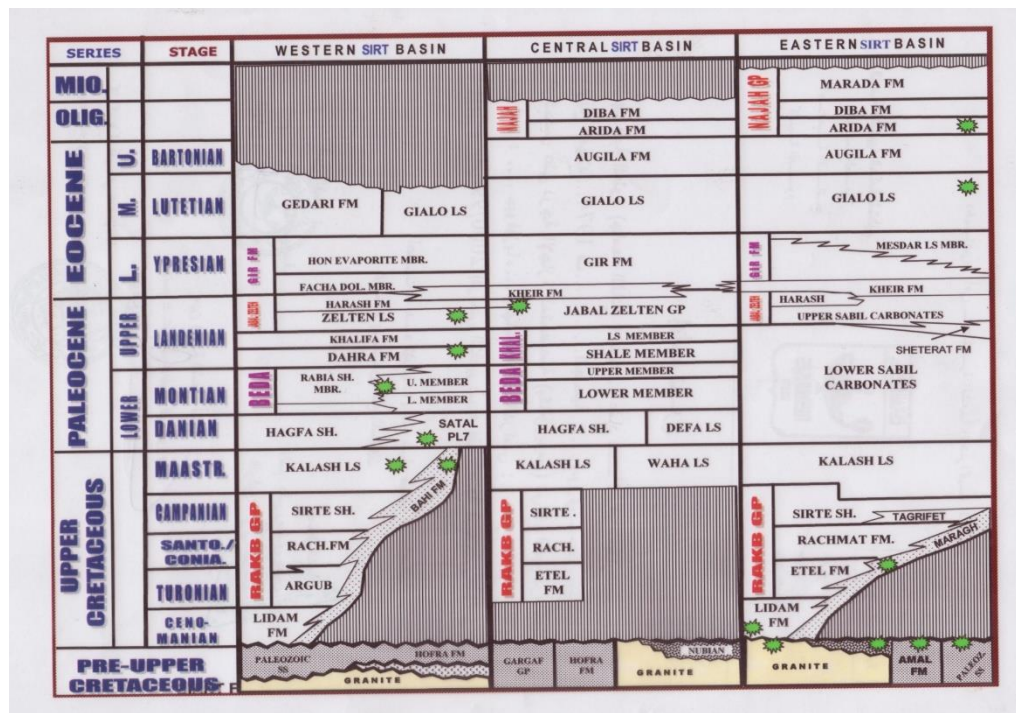 SERIES STAGE WESTERN SIRT BASIN CENTRAL SIRT BASIN EASTERN SIRT BASIN
MIO.
OLIG.
EOCENE
U.
M.
L.
PALEOCENE
UPPER
LOWER
UPPER CRETACEOUS
PRE-UPPER
CRETACEOUS
BARTONIAN
LUTETIAN
YPRESIAN
LANDENIAN
MONTIAN
DANIAN
MAASTR.
CAMPANIAN
SANTO./
CONIA.
TURONIAN
CENO-
MANIAN
GEDARI FM
GIALO LS
GIR FM
HON EVAPORITE MBR.
FACHA DOL. MBR.
HARASH FM
ZELTEN LS
KHALIFA FM
DAHRA FM
BEDA
RABIA SH.
MBR.
U. MEMBER
L. MEMBER
HAGFA SH.
SATAL
PL7
KALASH LS
BAHI FM
RAKB GP
SIRTE SH.
RACH.FM
ARGUB
LIDAM
FM
PALEOZOIC
SS
HOFRA FM
GRANITE
NAJAH
DIBA FM
ARIDA FM
AUGILA FM
GIALO LS
GIR FM
KHEIR FM
JABAL ZELTEN GP
KHAL.
LS MEMBER
SHALE MEMBER
BEDA
UPPER MEMBER
LOWER MEMBER
HAGFA SH.
DEFA LS
KALASH LS
WAHA LS
RAKB GP
SIRTE .
RACH.
ETEL
FM
GARGAF
GP
HOFRA
FM
NUBIAN
GRANITE
NAJAH GP
MARADA FM
DIBA FM
ARIDA FM
AUGILA FM
GIALO LS
GIR FM
MESDAR LS MBR.
KHEIR FM
HARASH
UPPER SABIL CARBONATES
SHETERAT FM
LOWER SABIL
CARBONATES
KALASH LS
RAKB GP
SIRTE SH.
TAGRIFET
RACHMAT FM.
MARAGH
ETEL FM
LIDAM
FM
GRANITE
AMAL
FM
PALEOZ.
SS